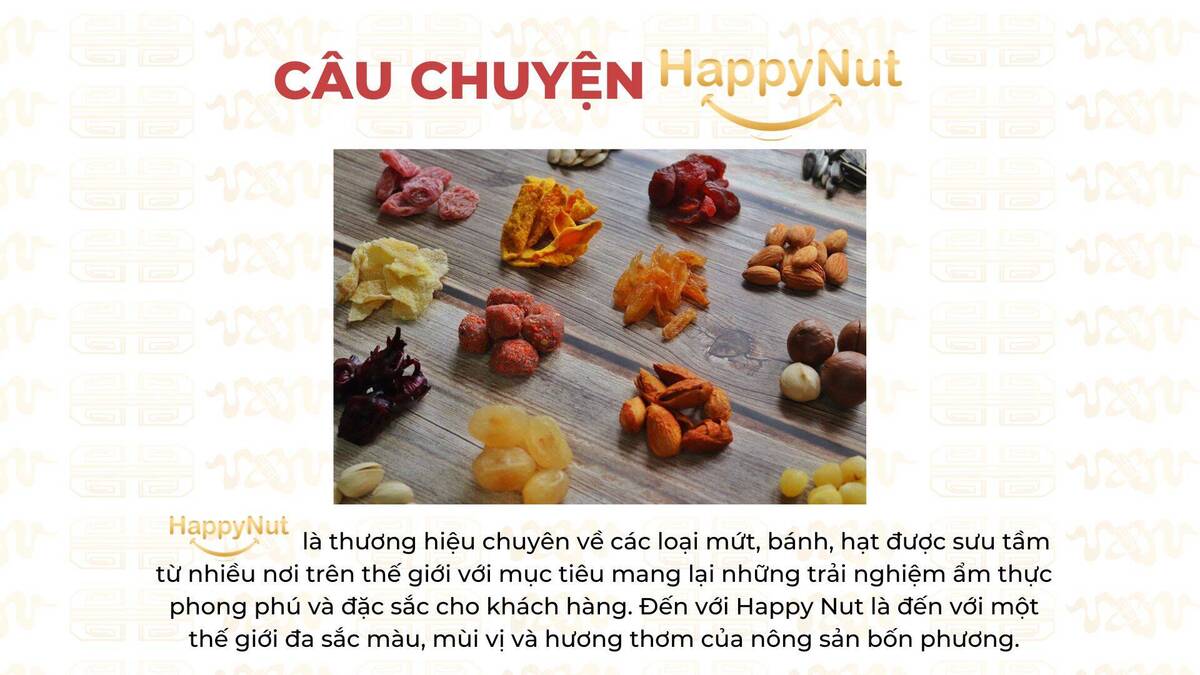 CÂU CHUYỆN HappyNut
HappyNut là thương hiệu chuyên về các loại mứt, bánh, hạt được sưu tầm
từ nhiều nơi trên thế giới với mục tiêu mang lại những trải nghiệm ẩm thực
phong phú và đặc sắc cho khách hàng. Đến với Happy Nut là đến với một
thế giới đa sắc màu, mùi vị và hương thơm của nông sản bốn phương.